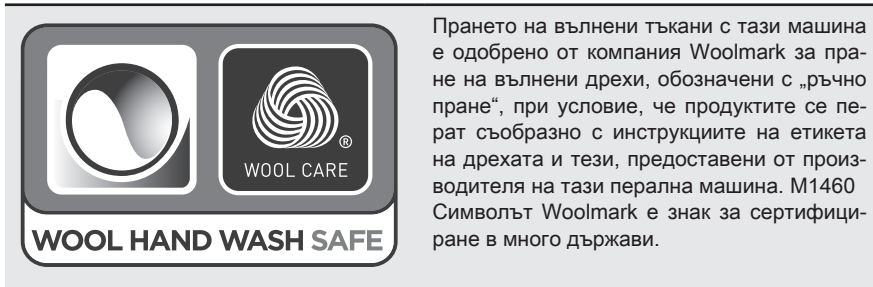 Прането на вълнени тъкани с тази машина
е одобрено от компания Woolmark за пра-
не на вълнени дрехи, обозначени с „ръчно
пране“, при условие, че продуктите се пе-
рат съобразно с инструкциите на етикета
на дрехата и тези, предоставени от произ-
водителя на тази перална машина. M1460
Символът Woolmark е знак за сертифици-
ране в много държави.
®
WOOL CARE
WOOL HAND WASH SAFE